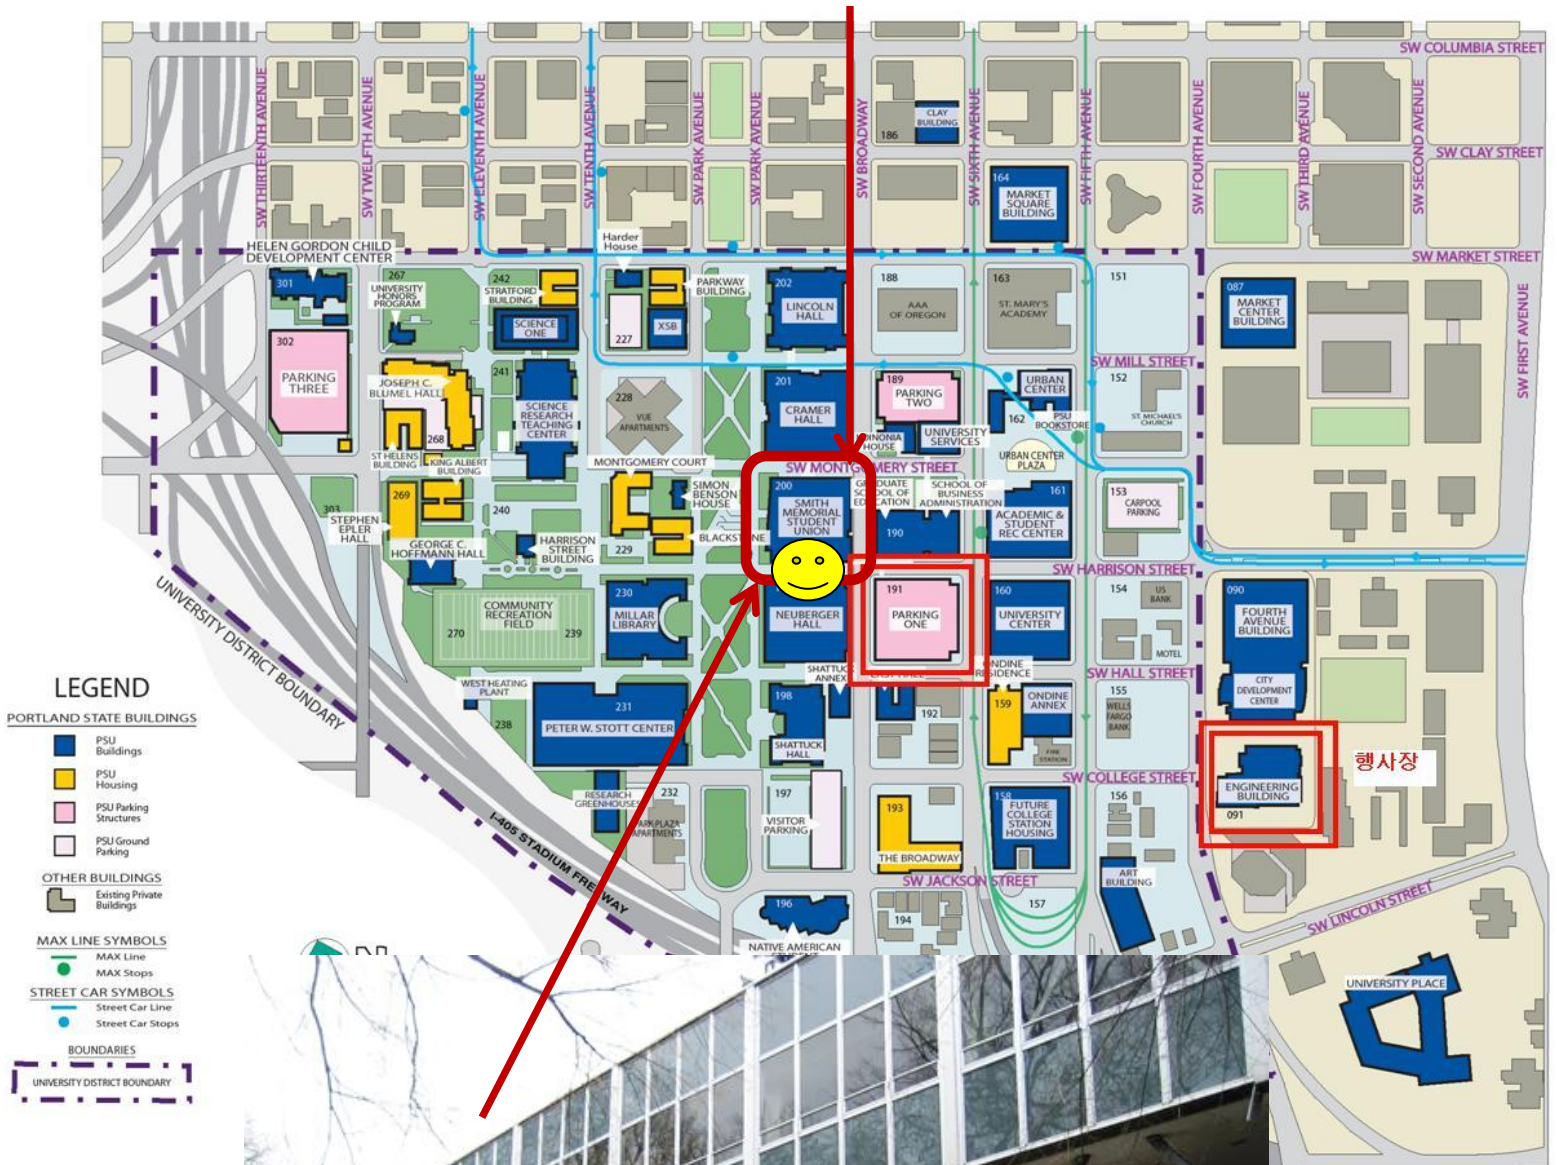 SW COLUMBIA STREET
SW THIRTEENTH AVENUE
SW TWELFTH AVENUE
SW ELEVENTH AVENUE
SW TENTH AVENUE
SW PARK AVENUE
SW PARK AVENUE
SW BROADWAY
SW SIXTH AVENUE
SW FIFTH AVENUE
SW FOURTH AVENUE
SW THIRD AVENUE
SW SECOND AVENUE
CLAY
BUILDING
186
SW CLAY STREET
164
MARKET
SQUARE
BUILDING
Harder
House
HELEN GORDON CHILD
DEVELOPMENT CENTER
SW MARKET STREET
301
267
UNIVERSITY
HONORS
PROGRAM
242
STRATFORD
BUILDING
PARKWAY
BUILDING
202
LINCOLN
HALL
188
AAA
OF OREGON
163
ST. MARY'S
ACADEMY
151
087
MARKET
CENTER
BUILDING
SW FIRST AVENUE
SCIENCE
ONE
227
XSB
302
PARKING
THREE
JOSEPH C.
BLUMEL HALL
241
228
VUE
APARTMENTS
201
CRAMER
HALL
189
PARKING
TWO
URBAN
CENTER
SW MILL STREET
152
ST. MICHAEL'S
CHURCH
SCIENCE
RESEARCH
TEACHING
CENTER
162
PSU
BOOKSTORE
268
HOUSE
UNIVERSITY
SERVICES
URBAN CENTER
PLAZA
ST HELENS
BUILDING
KING ALBERT
BUILDING
MONTGOMERY COURT
SW MONTGOMERY STREET
269
303
240
SIMON
BENSON
HOUSE
200
SMITH
MEMORIAL
STUDENT
UNION
GRADUATE
SCHOOL OF
EDUCATION
SCHOOL OF
BUSINESS
ADMINISTRATION
190
161
ACADEMIC &
STUDENT
REC CENTER
153
CARPOOL
PARKING
STEPHEN
EPLER
HALL
GEORGE C.
HOFFMANN HALL
HARRISON
STREET
BUILDING
229
BLACKSTONE
SW HARRISON STREET
UNIVERSITY DISTRICT BOUNDARY
COMMUNITY
RECREATION
FIELD
270
239
230
MILLAR
LIBRARY
NEUBERGER
HALL
191
PARKING
ONE
160
UNIVERSITY
CENTER
154
US
BANK
MOTEL
090
FOURTH
AVENUE
BUILDING
SW HALL STREET
LEGEND
PORTLAND STATE BUILDINGS
PSU
Buildings
PSU
Housing
PSU Parking
Structures
PSU Ground
Parking
OTHER BUILDINGS
Existing Private
Buildings
MAX LINE SYMBOLS
MAX Line
MAX Stops
STREET CAR SYMBOLS
Street Car Line
Street Car Stops
BOUNDARIES
UNIVERSITY DISTRICT BOUNDARY
WEST HEATING
PLANT
238
231
PETER W. STOTT CENTER
SHATTUCK
ANNEX
198
SHATTUCK
HALL
192
ONDINE
RESIDENCE
159
ONDINE
ANNEX
FIRE
STATION
155
WELLS
FARGO
BANK
CITY
DEVELOPMENT
CENTER
SW COLLEGE STREET
행사장
ENGINEERING
BUILDING
091
RESEARCH
GREENHOUSES
232
PARK PLAZA
APARTMENTS
197
VISITOR
PARKING
193
THE BROADWAY
158
FUTURE
COLLEGE
STATION
HOUSING
156
I-405 STADIUM FREEWAY
SW JACKSON STREET
ART
BUILDING
SW LINCOLN STREET
196
NATIVE AMERICAN
194
157
UNIVERSITY PLACE